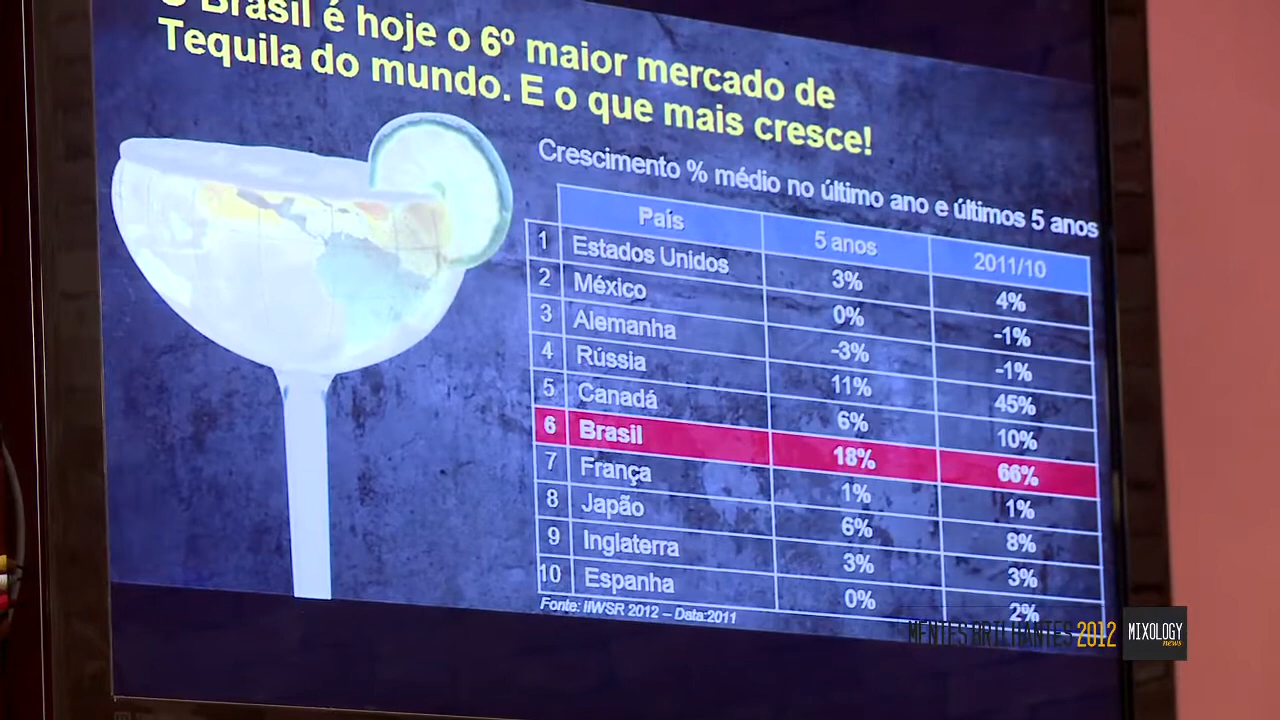 O Brasil é hoje o 6º maior mercado de
Tequila do mundo. E o que mais cresce!
Crescimento % médio no último ano e últimos 5 anos
País 5 anos 2011/10
1 Estados Unidos 3% 4%
2 México 0% -1%
3 Alemanha -3% -1%
4 Rússia 11% 45%
5 Canadá 6% 10%
6 Brasil 18% 66%
7 França 1% 1%
8 Japão 6% 8%
9 Inglaterra 3% 3%
10 Espanha 0% 2%
Fonte: IIWSR 2012 – Data:2011
MENTES BRILHANTES 2012
MIXOLOGY
news